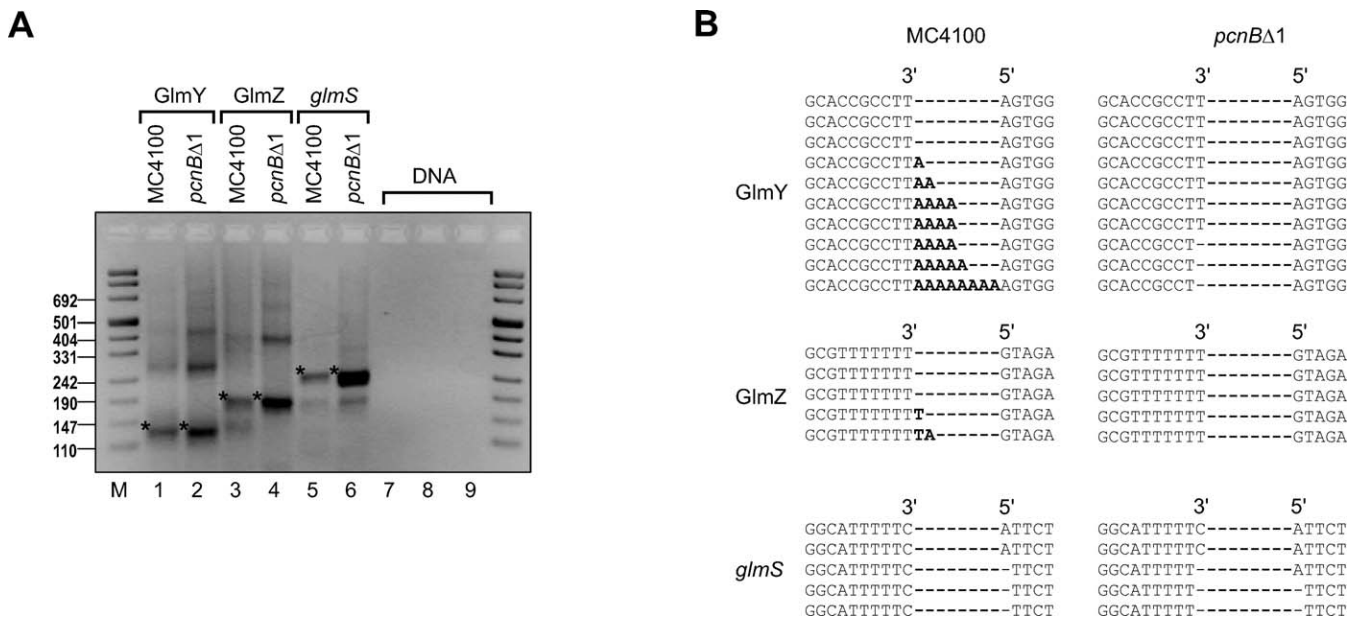 A
GlmY GlmZ glmS
MC4100 pcnBΔ1 MC4100 pcnBΔ1 MC4100 pcnBΔ1 DNA
692
501
404
331
242
190
147
110
* * * * * *
M 1 2 3 4 5 6 7 8 9
B
MC4100 pcnBΔ1
3' 5' 3' 5'
GlmY
GCACCGCCTT--------AGTGG GCACCGCCTT--------AGTGG
GCACCGCCTT--------AGTGG GCACCGCCTT--------AGTGG
GCACCGCCTT--------AGTGG GCACCGCCTT--------AGTGG
GCACCGCCTTA-------AGTGG GCACCGCCTT--------AGTGG
GCACCGCCTTAA------AGTGG GCACCGCCTT--------AGTGG
GCACCGCCTTAAAA----AGTGG GCACCGCCTT--------AGTGG
GCACCGCCTTAAAA----AGTGG GCACCGCCTT--------AGTGG
GCACCGCCTTAAAA----AGTGG GCACCGCCT---------AGTGG
GCACCGCCTTAAAAA---AGTGG GCACCGCCT---------AGTGG
GCACCGCCTTAAAAAAAAAGTGG GCACCGCCT---------AGTGG
3' 5' 3' 5'
GlmZ
GCGTTTTTTT--------GTAGA GCGTTTTTTT--------GTAGA
GCGTTTTTTT--------GTAGA GCGTTTTTTT--------GTAGA
GCGTTTTTTT--------GTAGA GCGTTTTTTT--------GTAGA
GCGTTTTTTTT-------GTAGA GCGTTTTTTT--------GTAGA
GCGTTTTTTTTA------GTAGA GCGTTTTTTT--------GTAGA
3' 5' 3' 5'
glmS
GGCATTTTTC--------ATTCT GGCATTTTTC--------ATTCT
GGCATTTTTC--------ATTCT GGCATTTTTC--------ATTCT
GGCATTTTTC---------TTCT GGCATTTTT---------ATTCT
GGCATTTTTC---------TTCT GGCATTTTT----------TTCT
GGCATTTTTC---------TTCT GGCATTTTT----------TTCT